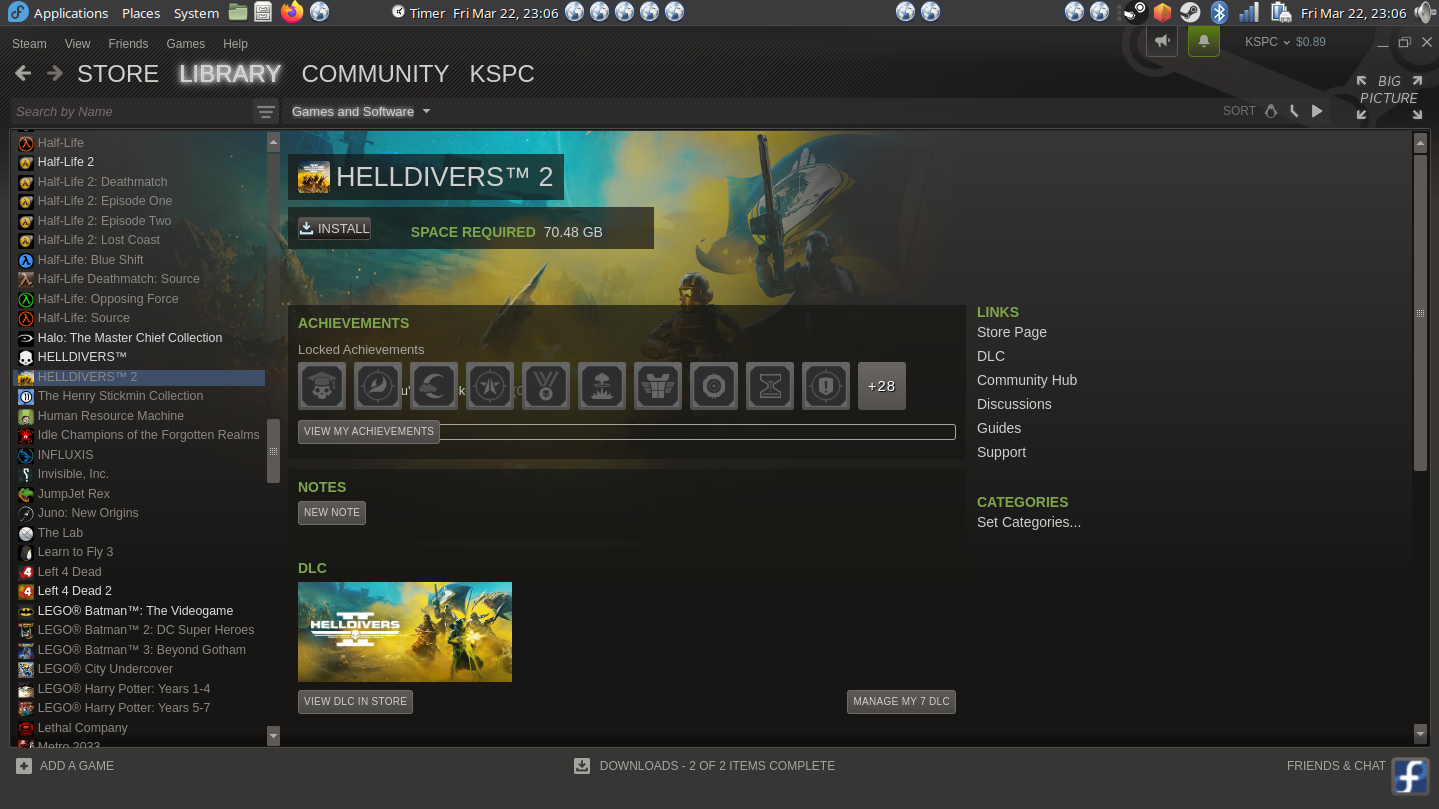 Applications Places System Timer Fri Mar 22, 23:06 Fri Mar 22, 23:06
Steam View Friends Games Help KSPC $0.89
STORE LIBRARY COMMUNITY KSPC
BIG PICTURE
Search by Name
Games and Software
SORT
Half-Life
Half-Life 2
Half-Life 2: Deathmatch
Half-Life 2: Episode One
Half-Life 2: Episode Two
Half-Life 2: Lost Coast
Half-Life: Blue Shift
Half-Life Deathmatch: Source
Half-Life: Opposing Force
Half-Life: Source
Halo: The Master Chief Collection
HELLDIVERS™
HELLDIVERS™ 2
The Henry Stickmin Collection
Human Resource Machine
Idle Champions of the Forgotten Realms
INFLUXIS
Invisible, Inc.
JumpJet Rex
Juno: New Origins
The Lab
Learn to Fly 3
Left 4 Dead
Left 4 Dead 2
LEGO® Batman™: The Videogame
LEGO® Batman™ 2: DC Super Heroes
LEGO® Batman™ 3: Beyond Gotham
LEGO® City Undercover
LEGO® Harry Potter: Years 1-4
LEGO® Harry Potter: Years 5-7
Lethal Company
Metro 2033
HELLDIVERS™ 2
INSTALL
SPACE REQUIRED 70.48 GB
ACHIEVEMENTS
Locked Achievements
+28
VIEW MY ACHIEVEMENTS
NOTES
NEW NOTE
DLC
HELLDIVERS
VIEW DLC IN STORE
MANAGE MY 7 DLC
LINKS
Store Page
DLC
Community Hub
Discussions
Guides
Support
CATEGORIES
Set Categories...
ADD A GAME
DOWNLOADS - 2 OF 2 ITEMS COMPLETE
FRIENDS & CHAT